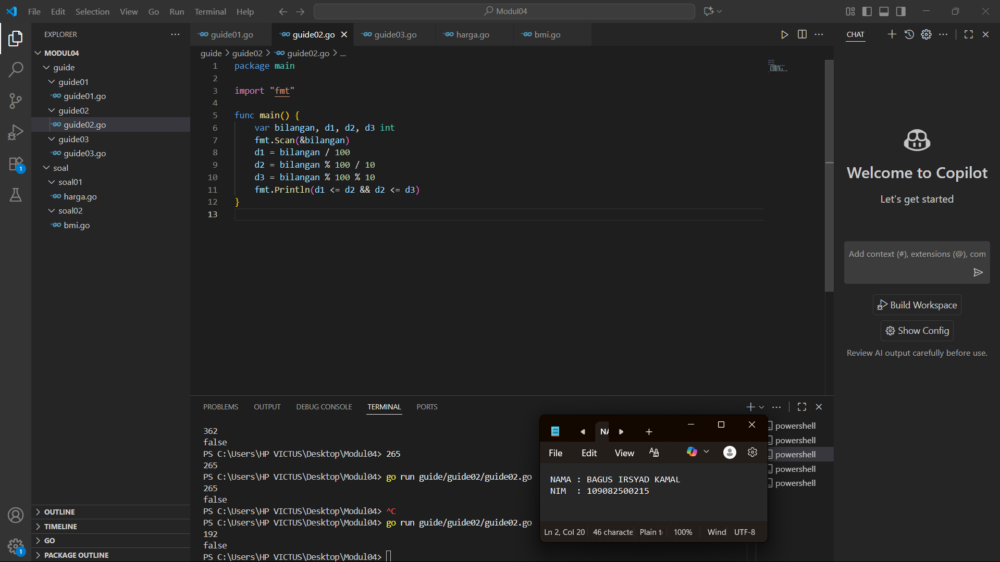 File Edit Selection View Go Run Terminal Help
Modul04
EXPLORER
MODUL04
guide
guide01
guide01.go
guide02
guide02.go
guide03
guide03.go
soal
soal01
harga.go
soal02
bmi.go
OUTLINE
TIMELINE
GO
PACKAGE OUTLINE
1
1
guide01.go guide02.go guide03.go harga.go bmi.go
guide > guide02 > guide02.go > ...
1 package main
2
3 import "fmt"
4
5 func main() {
6 var bilangan, d1, d2, d3 int
7 fmt.Scan(&bilangan)
8 d1 = bilangan / 100
9 d2 = bilangan % 100 / 10
10 d3 = bilangan % 100 % 10
11 fmt.Println(d1 <= d2 && d2 <= d3)
12 }
13
PROBLEMS OUTPUT DEBUG CONSOLE TERMINAL PORTS
362
false
PS C:\Users\HP VICTUS\Desktop\Modul04> 265
265
PS C:\Users\HP VICTUS\Desktop\Modul04> go run guide/guide02/guide02.go
265
false
PS C:\Users\HP VICTUS\Desktop\Modul04> ^C
PS C:\Users\HP VICTUS\Desktop\Modul04> go run guide/guide02/guide02.go
192
false
PS C:\Users\HP VICTUS\Desktop\Modul04>
powershell
powershell
powershell
powershell
powershell
NA
File Edit View
NAMA : BAGUS IRSYAD KAMAL
NIM : 109082500215
Ln 2, Col 20 46 characte Plain t 100% Wind UTF-8
CHAT
Welcome to Copilot
Let's get started
Add context (#), extensions (@), com
Build Workspace
Show Config
Review AI output carefully before use.